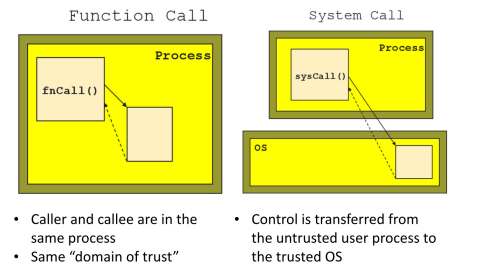 Function Call
System Call
Process
fnCall()
Process
sysCall()
OS
• Caller and callee are in the
same process
• Same “domain of trust”
• Control is transferred from
the untrusted user process to
the trusted OS